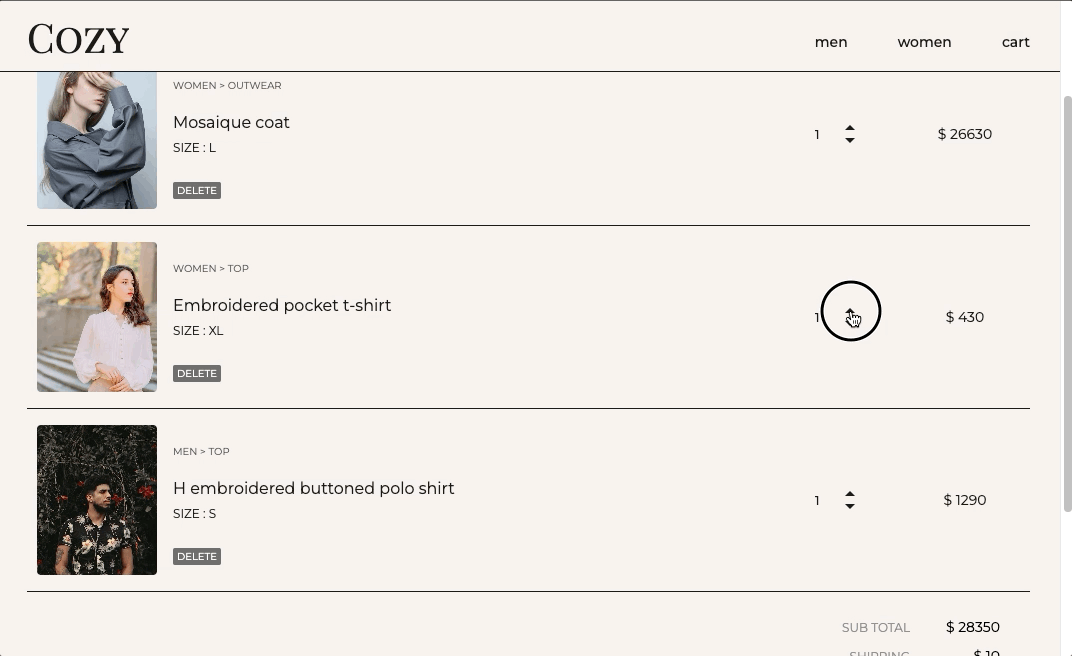 COZY
men women cart
WOMEN > OUTWEAR
Mosaique coat
SIZE : L
1
$ 26630
DELETE
WOMEN > TOP
Embroidered pocket t-shirt
SIZE : XL
1
$ 430
DELETE
MEN > TOP
H embroidered buttoned polo shirt
SIZE : S
1
$ 1290
DELETE
SUB TOTAL $ 28350
SHIPPING $ 10